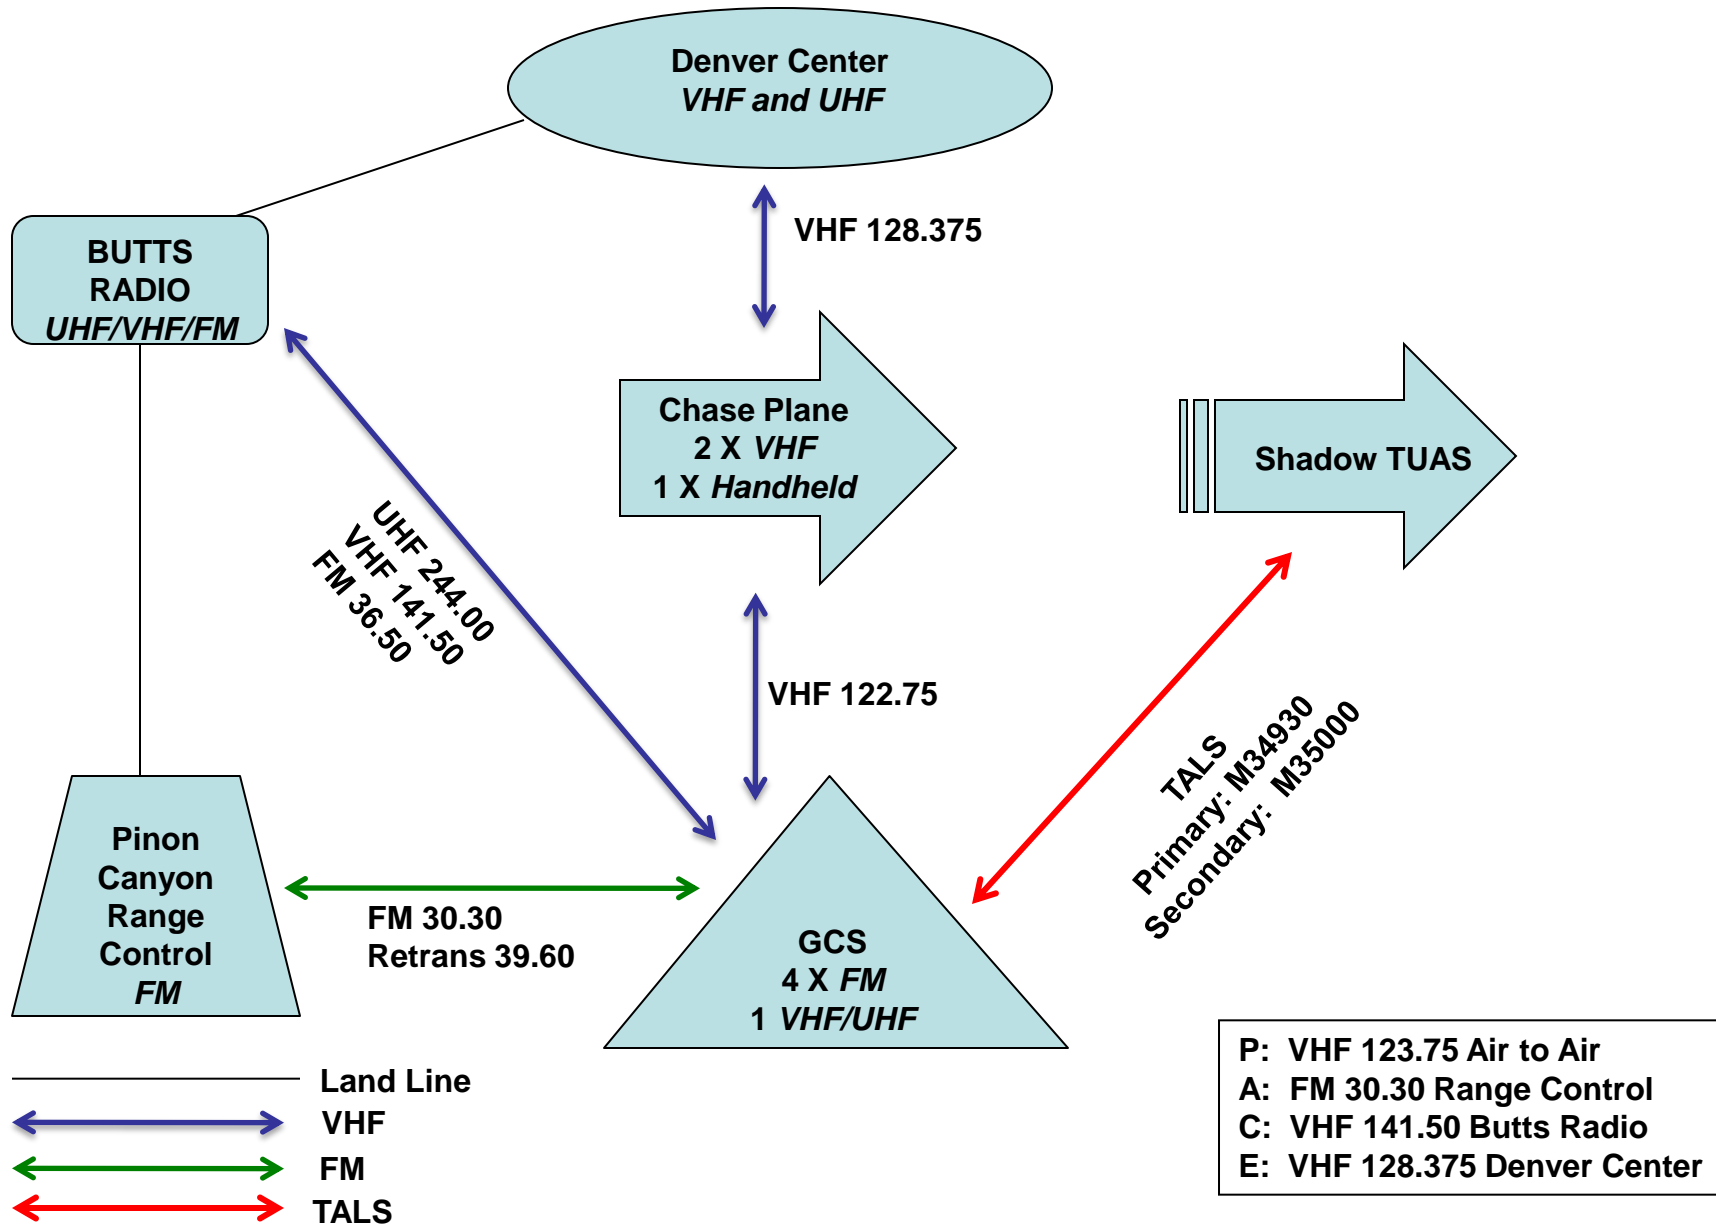 Denver Center
VHF and UHF
VHF 128.375
BUTTS
RADIO
UHF/VHF/FM
Chase Plane
2 X VHF
1 X Handheld
Shadow TUAS
UHF 244.00
VHF 141.50
FM 36.50
VHF 122.75
TALS
Primary: M34930
Secondary: M35000
Pinon
Canyon
Range
Control
FM
FM 30.30
Retrans 39.60
GCS
4 X FM
1 VHF/UHF
Land Line
VHF
FM
TALS
P: VHF 123.75 Air to Air
A: FM 30.30 Range Control
C: VHF 141.50 Butts Radio
E: VHF 128.375 Denver Center